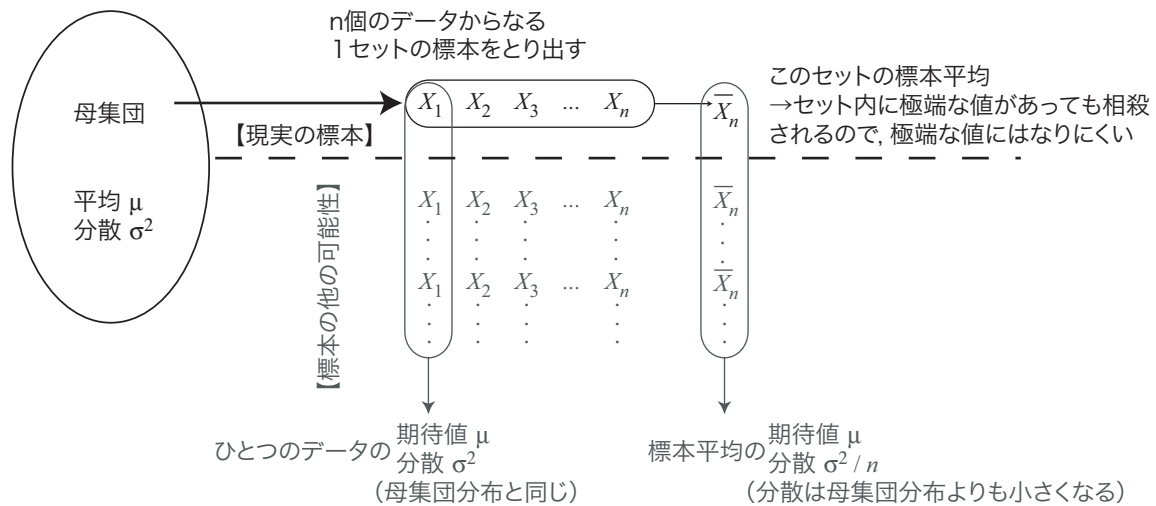 n個のデータからなる
1セットの標本をとり出す
母集団
平均 μ
分散 σ²
【現実の標本】
X₁ X₂ X₃ ... Xₙ
X̅ₙ
このセットの標本平均
→セット内に極端な値があっても相殺
されるので, 極端な値にはなりにくい
【標本の他の可能性】
X₁ X₂ X₃ ... Xₙ X̅ₙ
X₁ X₂ X₃ ... Xₙ X̅ₙ
ひとつのデータの 期待値 μ
分散 σ²
（母集団分布と同じ）
標本平均の 期待値 μ
分散 σ² / n
（分散は母集団分布よりも小さくなる）